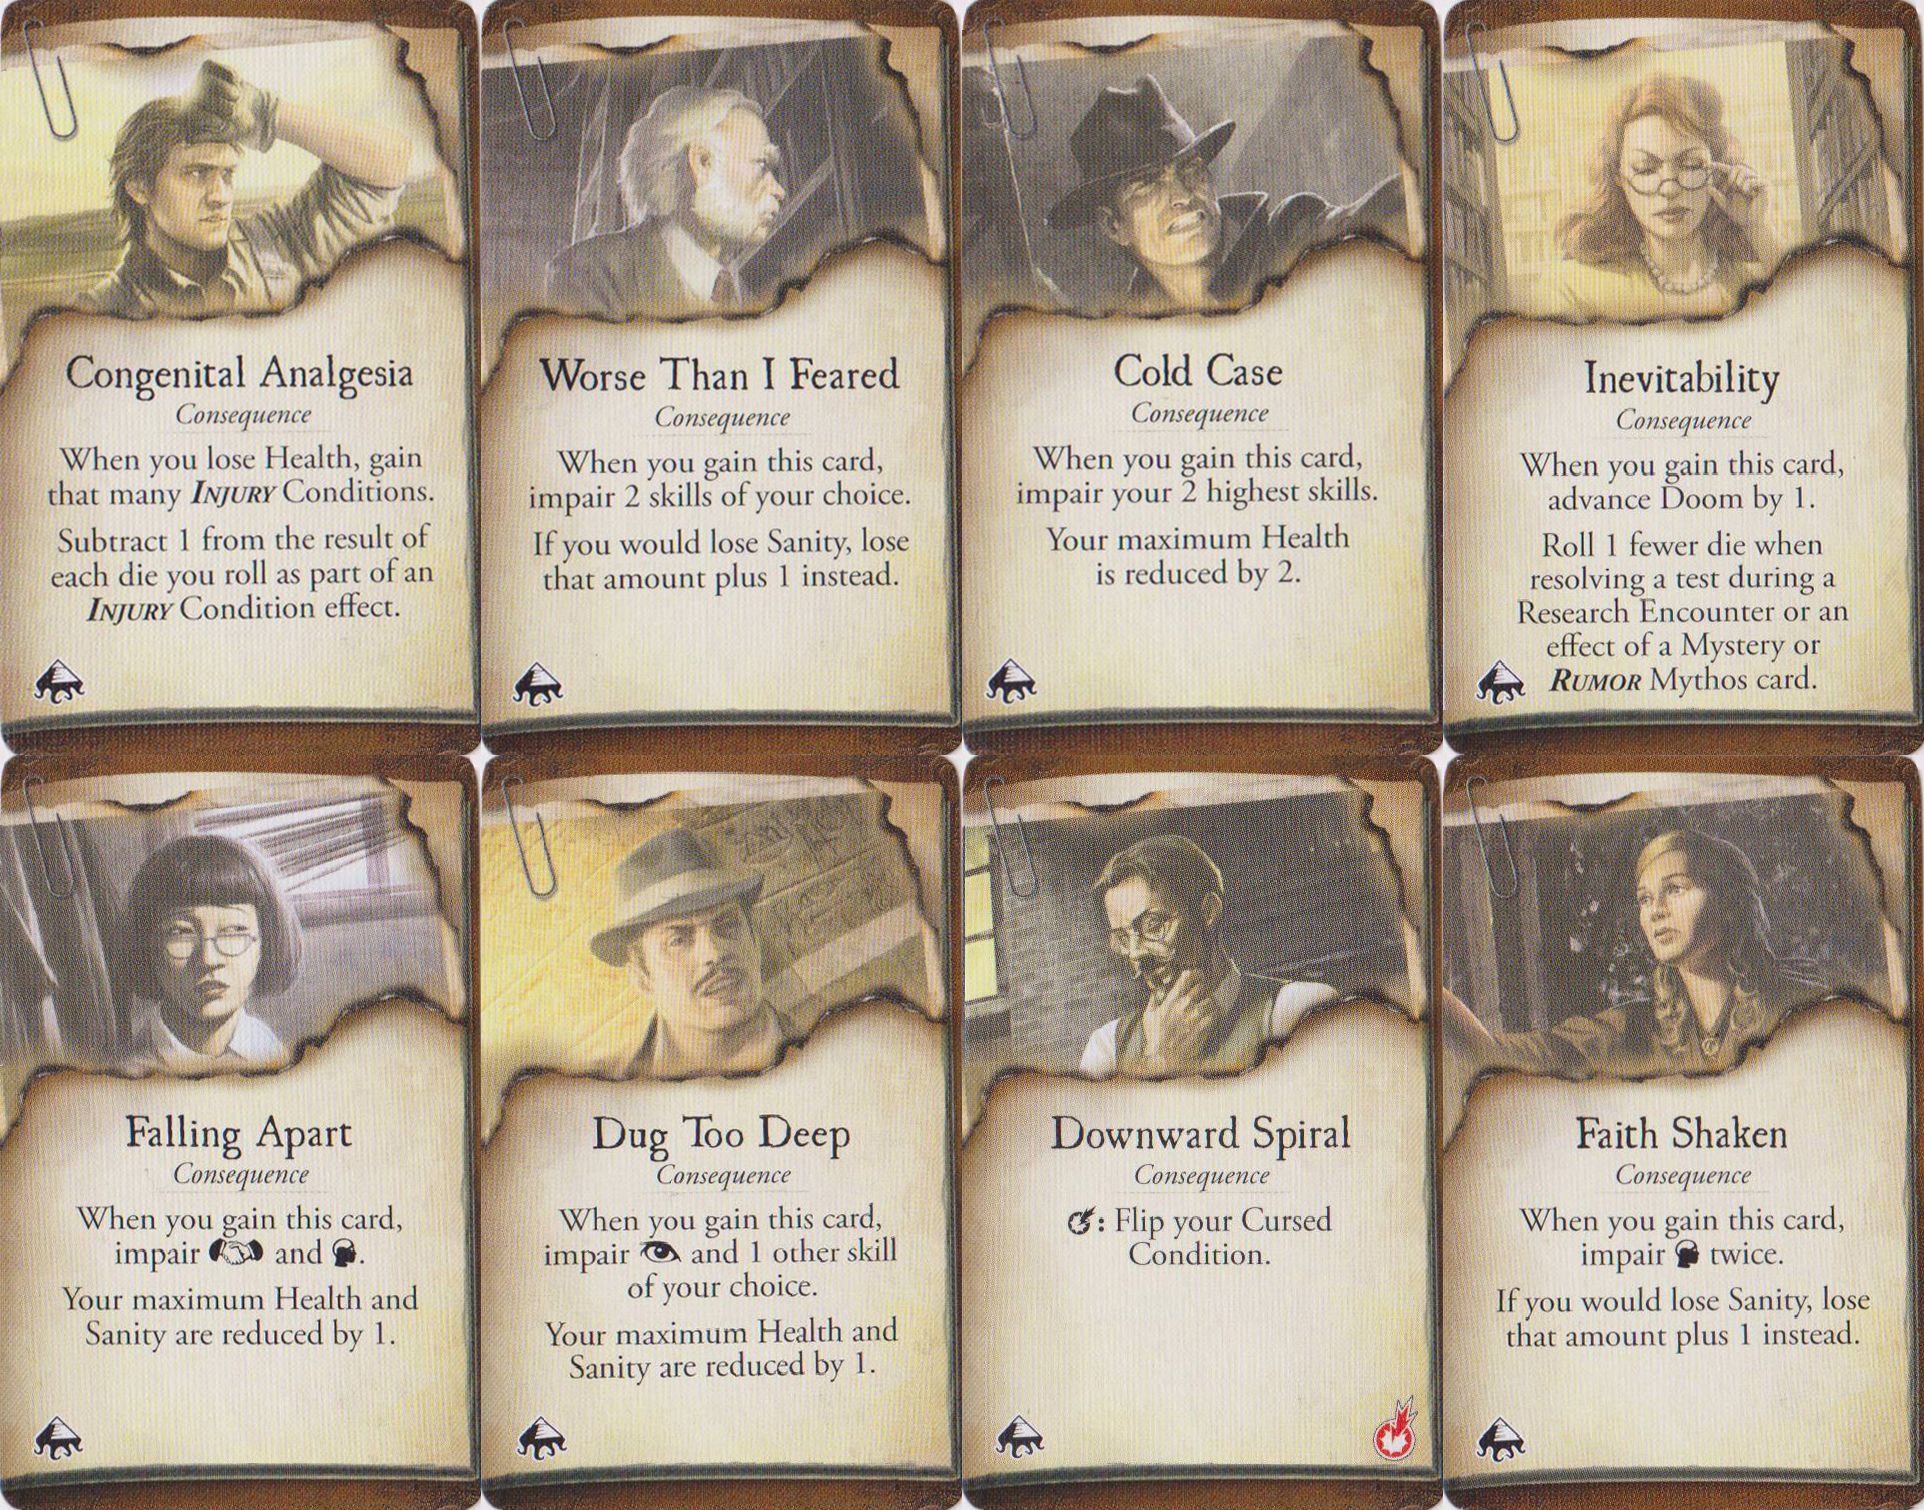 Congenital Analgesia
Consequence
When you lose Health, gain
that many INJURY Conditions.
Subtract 1 from the result of
each die you roll as part of an
INJURY Condition effect.
Worse Than I Feared
Consequence
When you gain this card,
impair 2 skills of your choice.
If you would lose Sanity, lose
that amount plus 1 instead.
Cold Case
Consequence
When you gain this card,
impair your 2 highest skills.
Your maximum Health
is reduced by 2.
Inevitability
Consequence
When you gain this card,
advance Doom by 1.
Roll 1 fewer die when
resolving a test during a
Research Encounter or an
effect of a Mystery or
RUMOR Mythos card.
Falling Apart
Consequence
When you gain this card,
impair and .
Your maximum Health and
Sanity are reduced by 1.
Dug Too Deep
Consequence
When you gain this card,
impair and 1 other skill
of your choice.
Your maximum Health and
Sanity are reduced by 1.
Downward Spiral
Consequence
: Flip your Cursed
Condition.
Faith Shaken
Consequence
When you gain this card,
impair twice.
If you would lose Sanity, lose
that amount plus 1 instead.